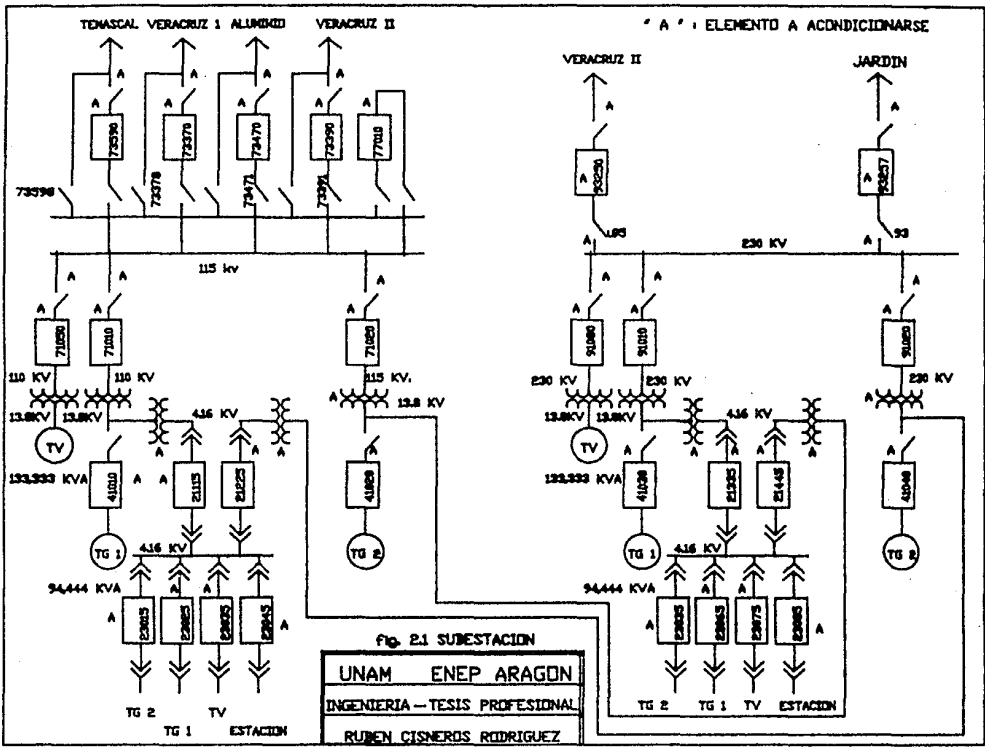 TEMASCAL VERACRUZ 1 ALUMINIO VERACRUZ II
" A " : ELEMENTO A ACONDICIONARSE
VERACRUZ II
JARDIN
A A A A
A A A A A
73590 73370 73470 73390 77010
A 93250
A 93257
73598 73378 73471 73391
A A 93
115 kv
230 KV
A A A
A A A
A A A
A A A
71050 71010 71020
91080 91010 91020
110 KV 110 KV 115 KV.
230 KV 230 KV 230 KV
13.8KV 13.8KV 4.16 KV A 13.8 KV
13.8KV 13.8KV 4.16 KV A
TV A A A A
TV A A A A
133,333 KVA 41010 A A 21115 21225 41020
133,333 KVA 41030 21335 21445 41040
TG 1 4.16 KV TG 2
TG 1 4.16 KV TG 2
94,444 KVA A A
94,444 KVA A A
A 23015 23025 23035 23045 A
A 23055 23065 23075 23085 A
TG 2 TG 1 TV ESTACION
TG 2 TG 1 TV ESTACION
fig. 2.1 SUBESTACION
UNAM ENEP ARAGON
INGENIERIA - TESIS PROFESIONAL
RUBEN CISNEROS RODRIGUEZ